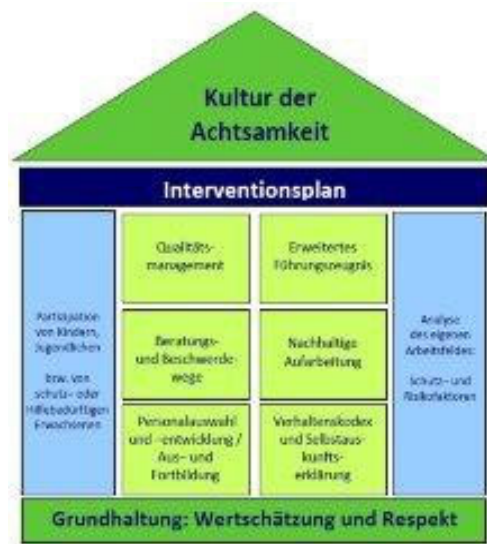 Kultur der
Achtsamkeit
Interventionsplan
Partizipation
von Kindern,
Jugendlichen
bzw. von
schutz- oder
Hilfebedürftigen
Erwachsenen
Qualitäts-
management
Erweitertes
Führungszeugnis
Beratungs-
und Beschwerde
wege
Nachhaltige
Aufarbeitung
Personalauswahl
und -entwicklung /
Aus- und
Fortbildung
Verhaltenskodex
und Selbstaus-
kunfts-
erklärung
Analyse
des eigenen
Arbeitsfeldes:
Schutz- und
Risikofaktoren
Grundhaltung: Wertschätzung und Respekt